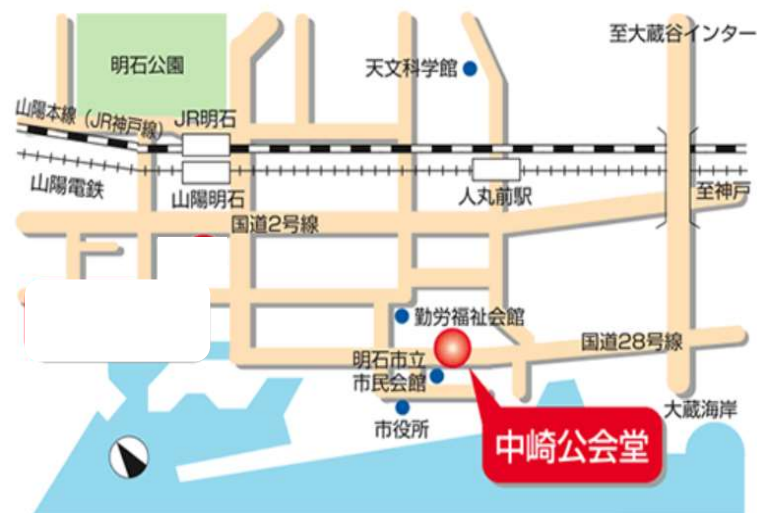 至大蔵谷インター
明石公園
天文科学館
山陽本線（JR神戸線）
JR明石
山陽電鉄
山陽明石
人丸前駅
至神戸
国道2号線
勤労福祉会館
国道28号線
明石市立
市民会館
大蔵海岸
市役所
中崎公会堂